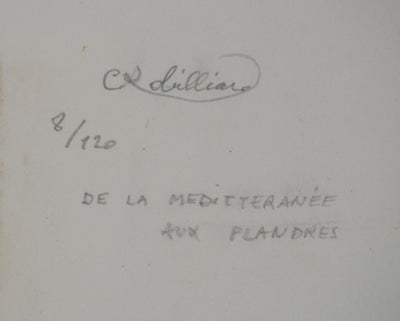 8/120
DE LA MEDITTERANÉE
AUX FLANDRES